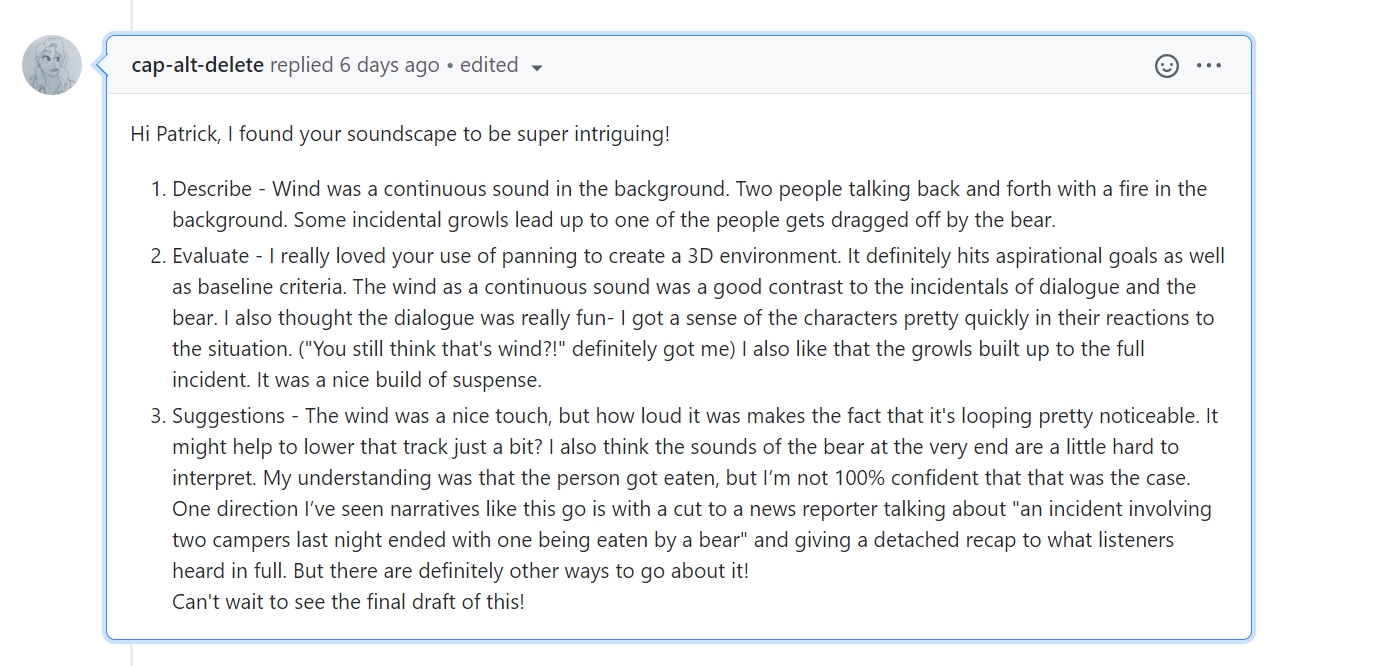 cap-alt-delete replied 6 days ago • edited
Hi Patrick, I found your soundscape to be super intriguing!
1. Describe - Wind was a continuous sound in the background. Two people talking back and forth with a fire in the
background. Some incidental growls lead up to one of the people gets dragged off by the bear.
2. Evaluate - I really loved your use of panning to create a 3D environment. It definitely hits aspirational goals as well
as baseline criteria. The wind as a continuous sound was a good contrast to the incidentals of dialogue and the
bear. I also thought the dialogue was really fun- I got a sense of the characters pretty quickly in their reactions to
the situation. ("You still think that's wind?!" definitely got me) I also like that the growls built up to the full
incident. It was a nice build of suspense.
3. Suggestions - The wind was a nice touch, but how loud it was makes the fact that it's looping pretty noticeable. It
might help to lower that track just a bit? I also think the sounds of the bear at the very end are a little hard to
interpret. My understanding was that the person got eaten, but I’m not 100% confident that that was the case.
One direction I’ve seen narratives like this go is with a cut to a news reporter talking about "an incident involving
two campers last night ended with one being eaten by a bear" and giving a detached recap to what listeners
heard in full. But there are definitely other ways to go about it!
Can't wait to see the final draft of this!